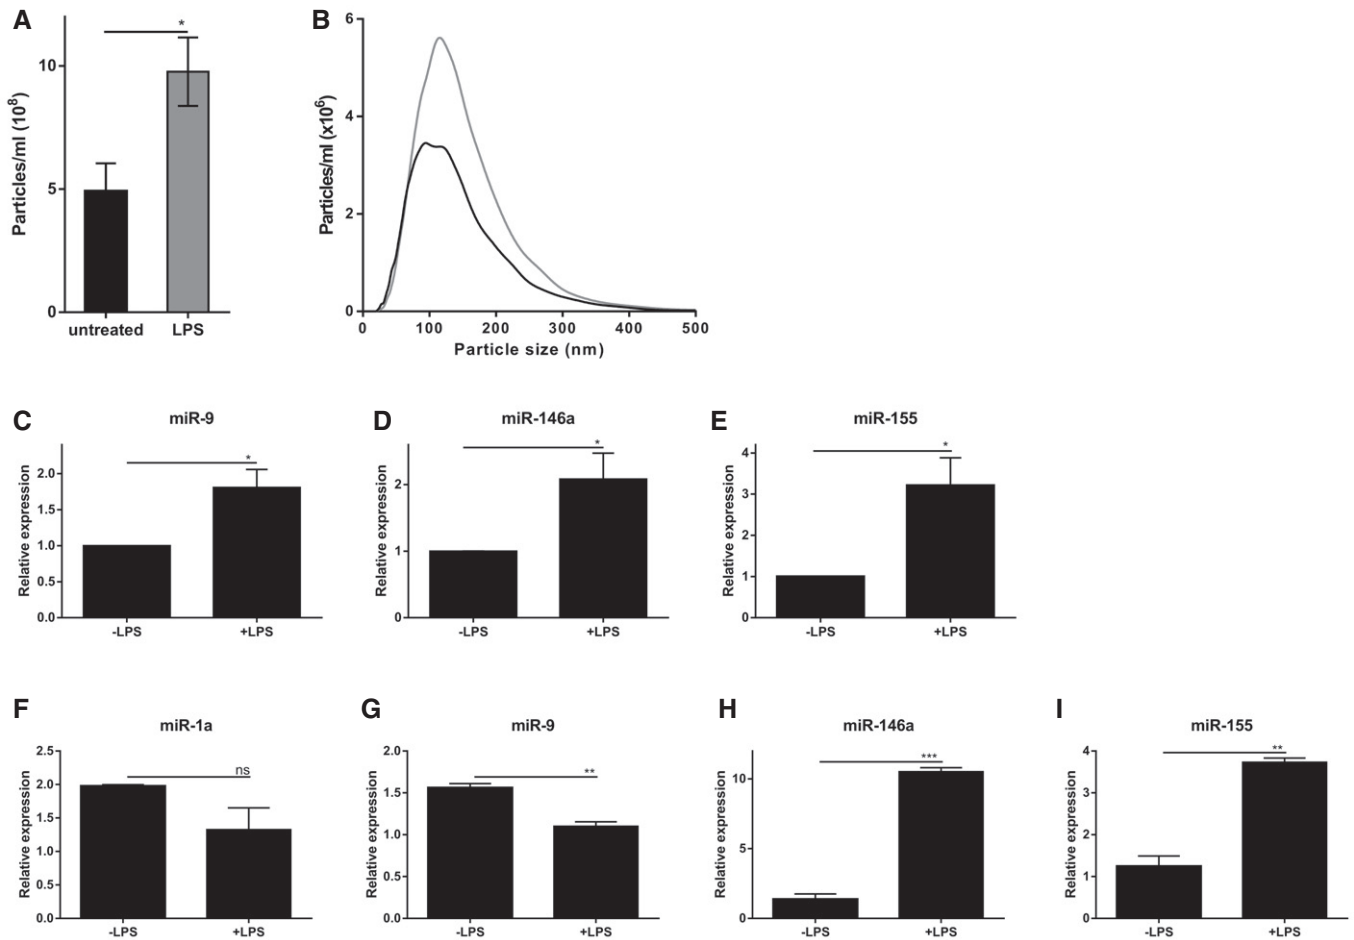 A
Particles/ml (10⁸)
10
5
0
*
untreated LPS
B
Particles/ml (x10⁶)
6
4
2
0
0 100 200 300 400 500
Particle size (nm)
C
miR-9
Relative expression
2.0
1.5
1.0
0.5
0.0
*
-LPS +LPS
D
miR-146a
Relative expression
2
1
0
*
-LPS +LPS
E
miR-155
Relative expression
4
3
2
1
0
*
-LPS +LPS
F
miR-1a
Relative expression
2.5
2.0
1.5
1.0
0.5
0.0
ns
-LPS +LPS
G
miR-9
Relative expression
2.0
1.5
1.0
0.5
0.0
**
-LPS +LPS
H
miR-146a
Relative expression
10
5
0
***
-LPS +LPS
I
miR-155
Relative expression
4
3
2
1
0
**
-LPS +LPS